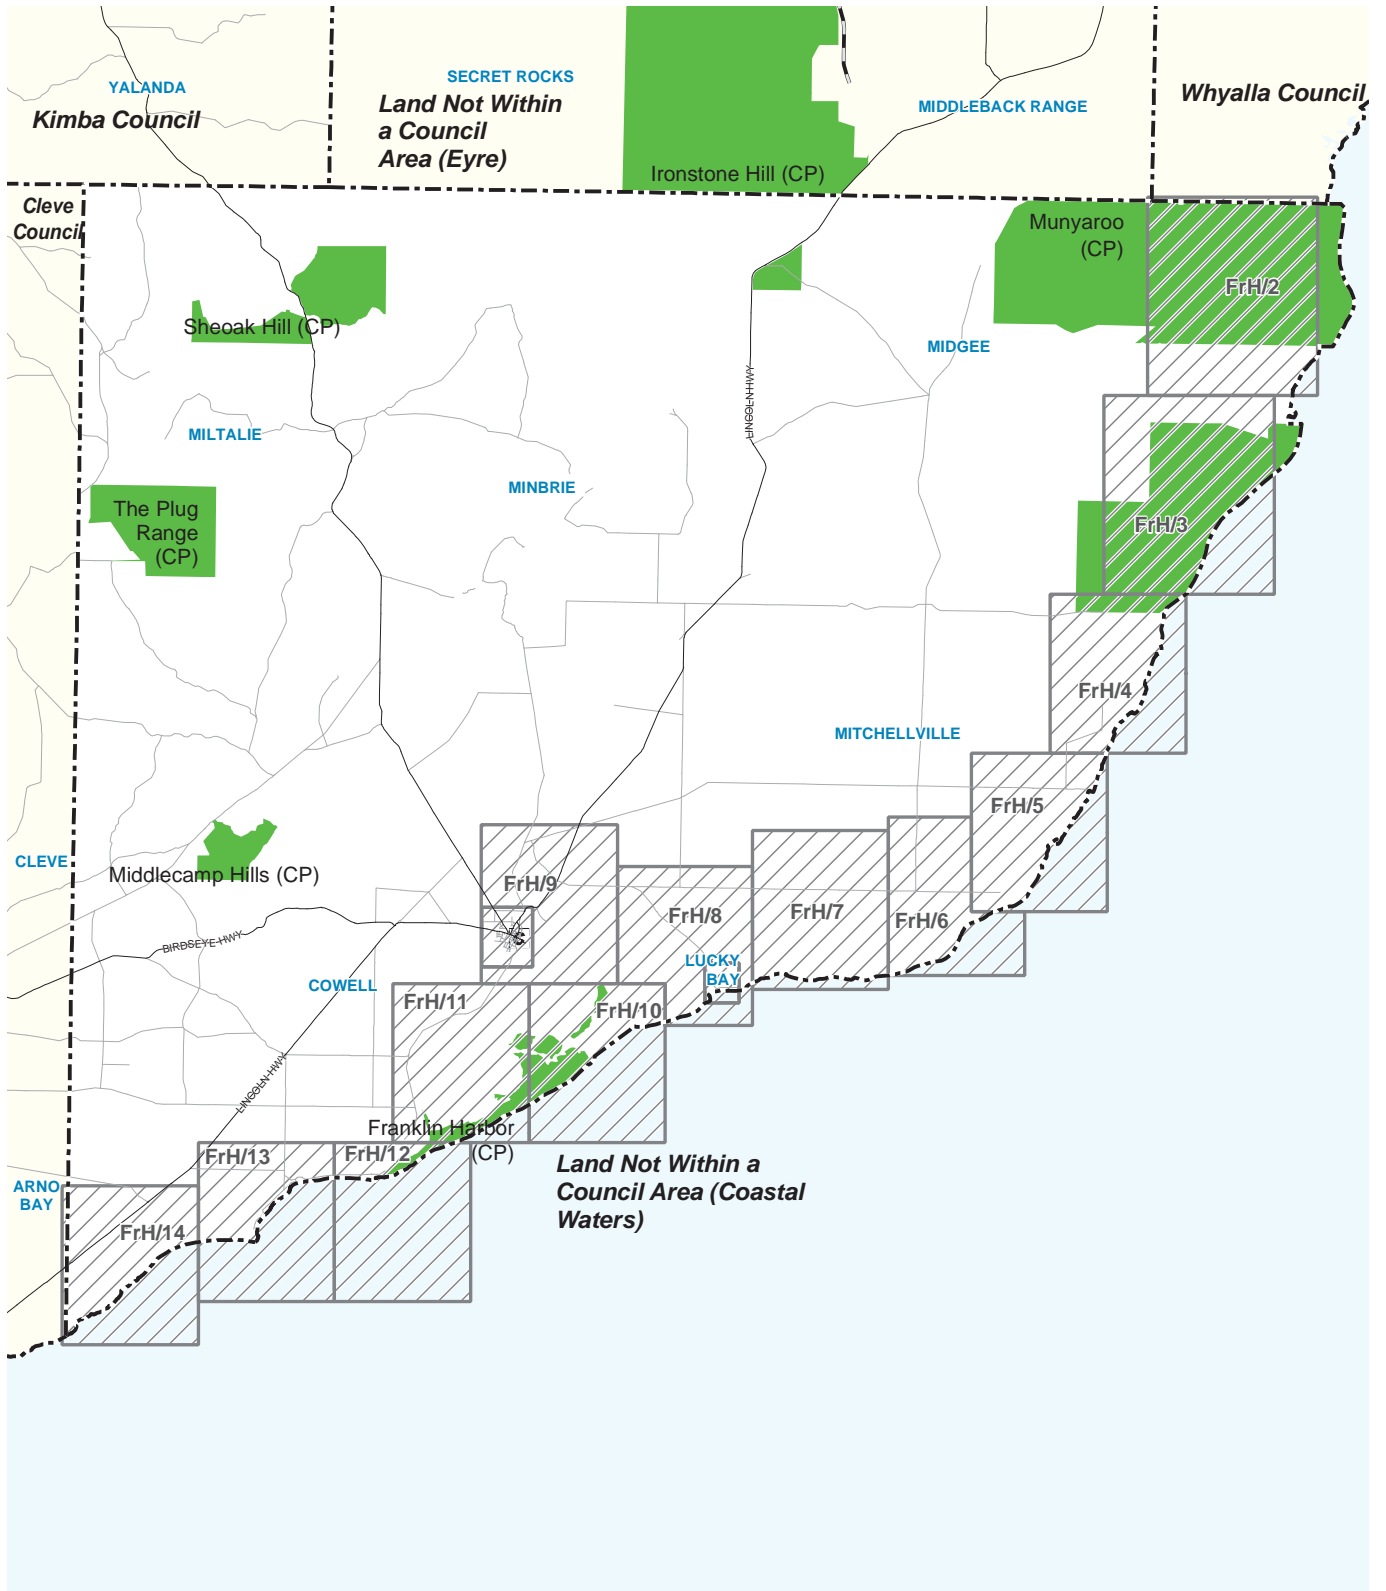 YALANDA
SECRET ROCKS
MIDDLEBACK RANGE
Whyalla Council
Kimba Council
Land Not Within
a Council
Area (Eyre)
Ironstone Hill (CP)
Cleve
Council
Munyaroo
(CP)
FrH/2
Sheoak Hill (CP)
MIDGEE
LINCOLN HWY
MILTALIE
MINBRIE
The Plug
Range
(CP)
FrH/3
FrH/4
MITCHELLVILLE
FrH/5
CLEVE
Middlecamp Hills (CP)
FrH/9
FrH/8
FrH/7
FrH/6
BIRDSEYE HWY
LUCKY
BAY
COWELL
FrH/11
FrH/10
LINCOLN HWY
Franklin Harbor
(CP)
FrH/13
FrH/12
Land Not Within a
Council Area (Coastal
Waters)
ARNO
BAY
FrH/14